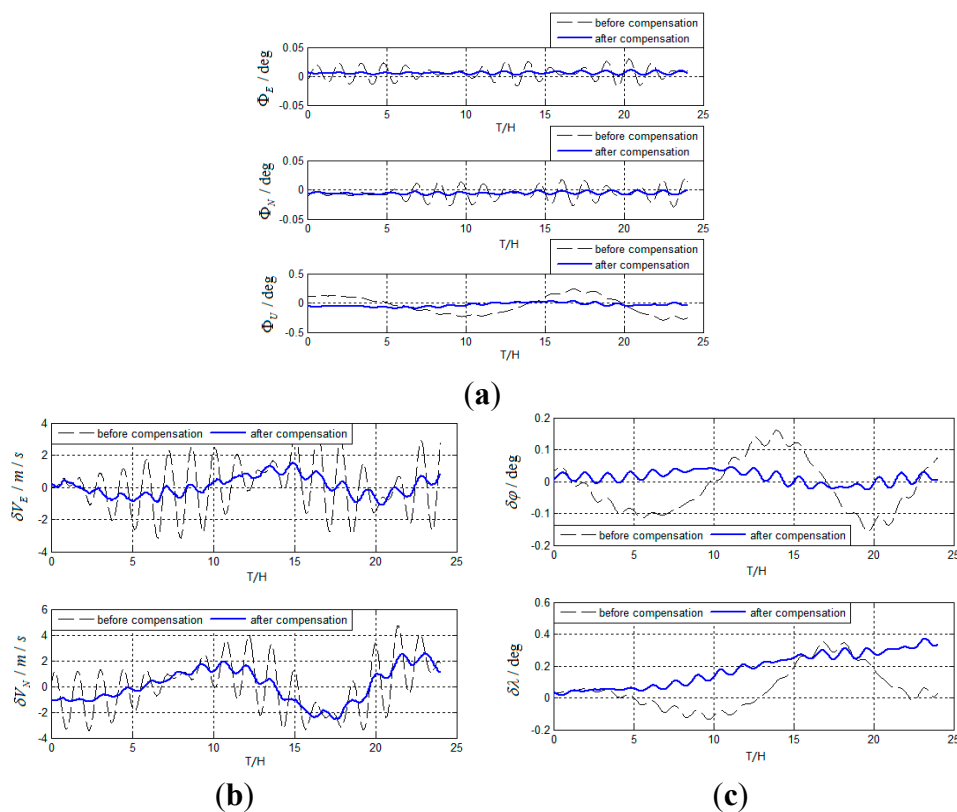 before compensation
after compensation
0.05
0
-0.05
Φ_E / deg
0 5 10 15 20 25
T/H
before compensation
after compensation
0.05
0
-0.05
Φ_N / deg
0 5 10 15 20 25
T/H
before compensation
after compensation
0.5
0
-0.5
Φ_U / deg
0 5 10 15 20 25
T/H
(a)
before compensation after compensation
4
2
0
-2
-4
δV_E / m / s
0 5 10 15 20 25
T/H
before compensation after compensation
6
4
2
0
-2
-4
δV_N / m / s
0 5 10 15 20 25
T/H
(b)
0.2
0.1
0
-0.1
-0.2
δφ / deg
before compensation after compensation
0 5 10 15 20 25
T/H
before compensation after compensation
0.6
0.4
0.2
0
-0.2
δλ / deg
0 5 10 15 20 25
T/H
(c)